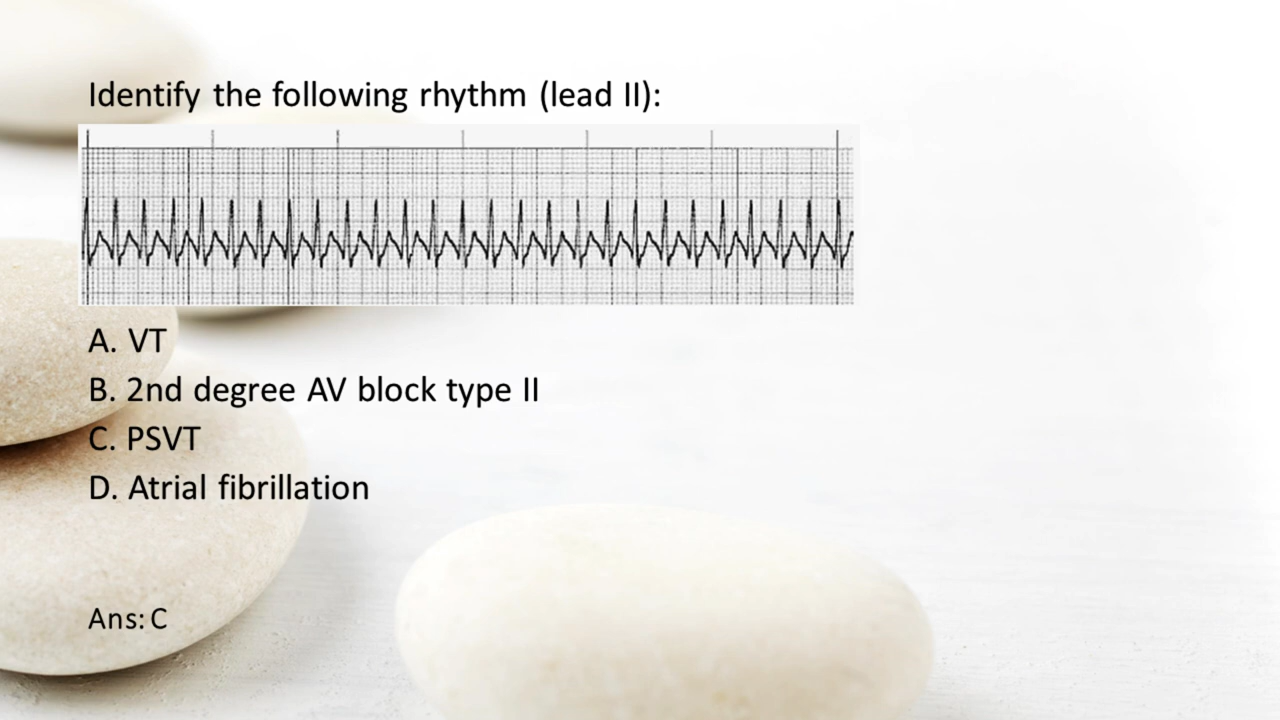 Identify the following rhythm (lead II):
A. VT
B. 2nd degree AV block type II
C. PSVT
D. Atrial fibrillation
Ans: C